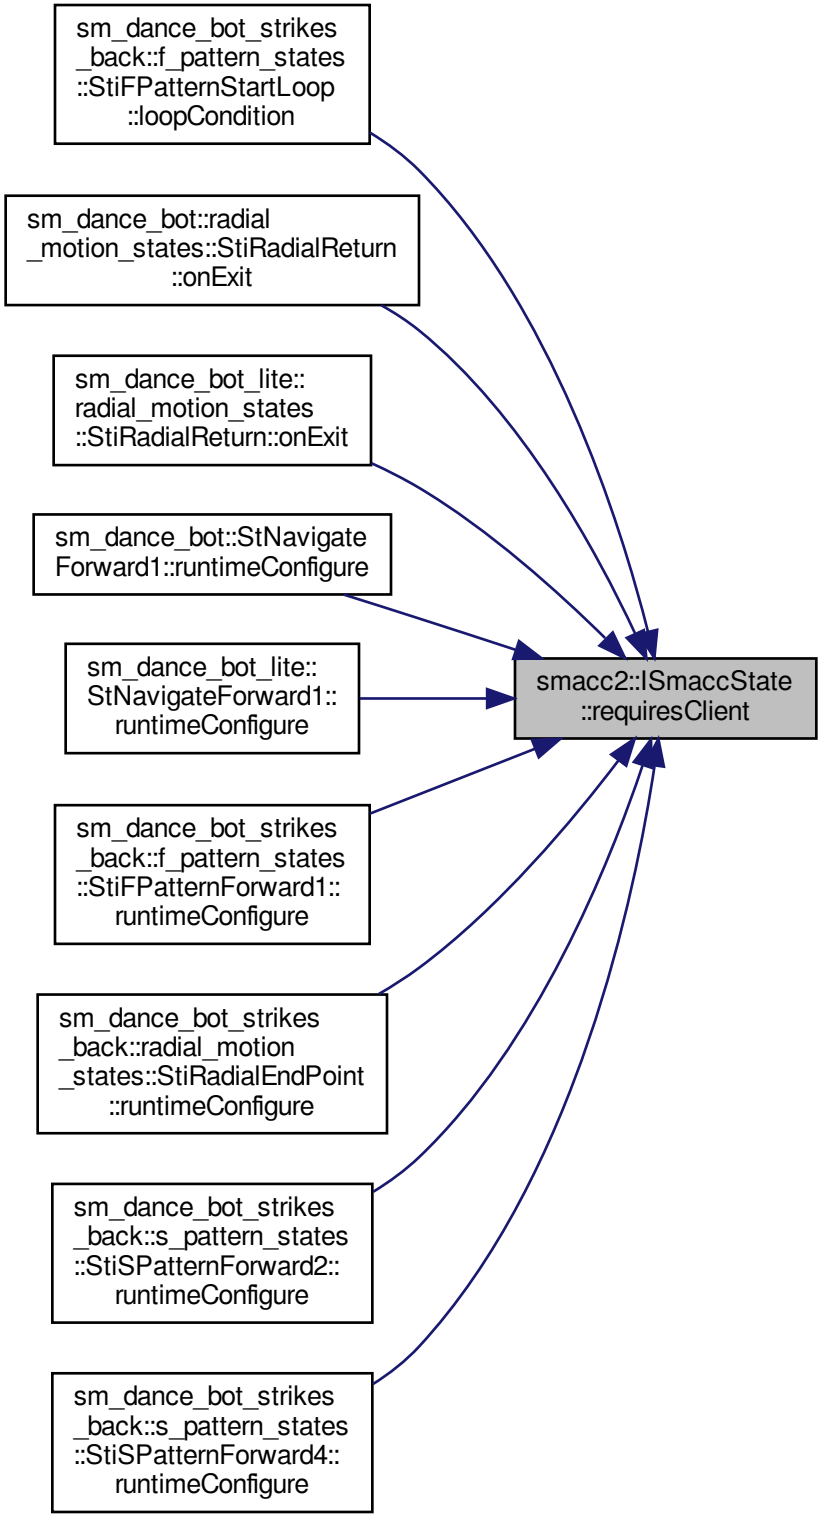 sm_dance_bot_strikes
_back::f_pattern_states
::StiFPatternStartLoop
::loopCondition
sm_dance_bot::radial
_motion_states::StiRadialReturn
::onExit
sm_dance_bot_lite::
radial_motion_states
::StiRadialReturn::onExit
sm_dance_bot::StNavigate
Forward1::runtimeConfigure
sm_dance_bot_lite::
StNavigateForward1::
runtimeConfigure
smacc2::ISmaccState
::requiresClient
sm_dance_bot_strikes
_back::f_pattern_states
::StiFPatternForward1::
runtimeConfigure
sm_dance_bot_strikes
_back::radial_motion
_states::StiRadialEndPoint
::runtimeConfigure
sm_dance_bot_strikes
_back::s_pattern_states
::StiSPatternForward2::
runtimeConfigure
sm_dance_bot_strikes
_back::s_pattern_states
::StiSPatternForward4::
runtimeConfigure